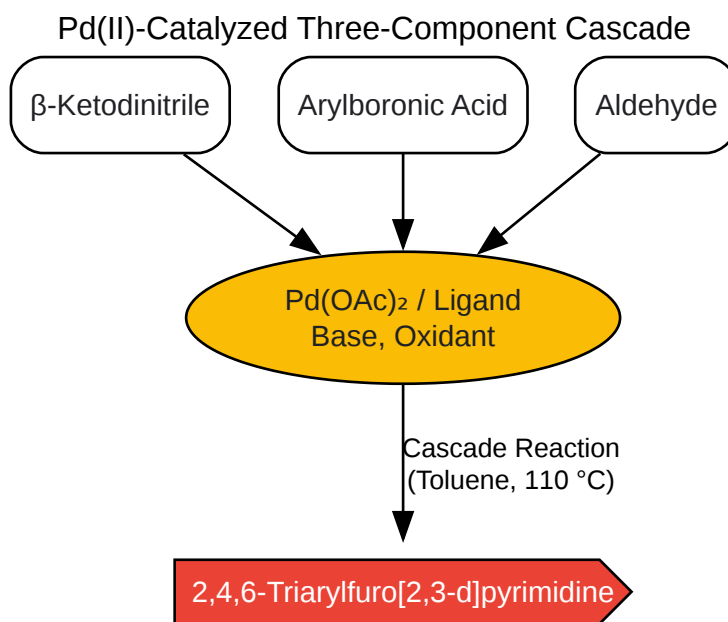 Pd(II)-Catalyzed Three-Component Cascade
β-Ketodinitrile
Arylboronic Acid
Aldehyde
Pd(OAc)₂ / Ligand
Base, Oxidant
Cascade Reaction
(Toluene, 110 °C)
2,4,6-Triarylfuro[2,3-d]pyrimidine